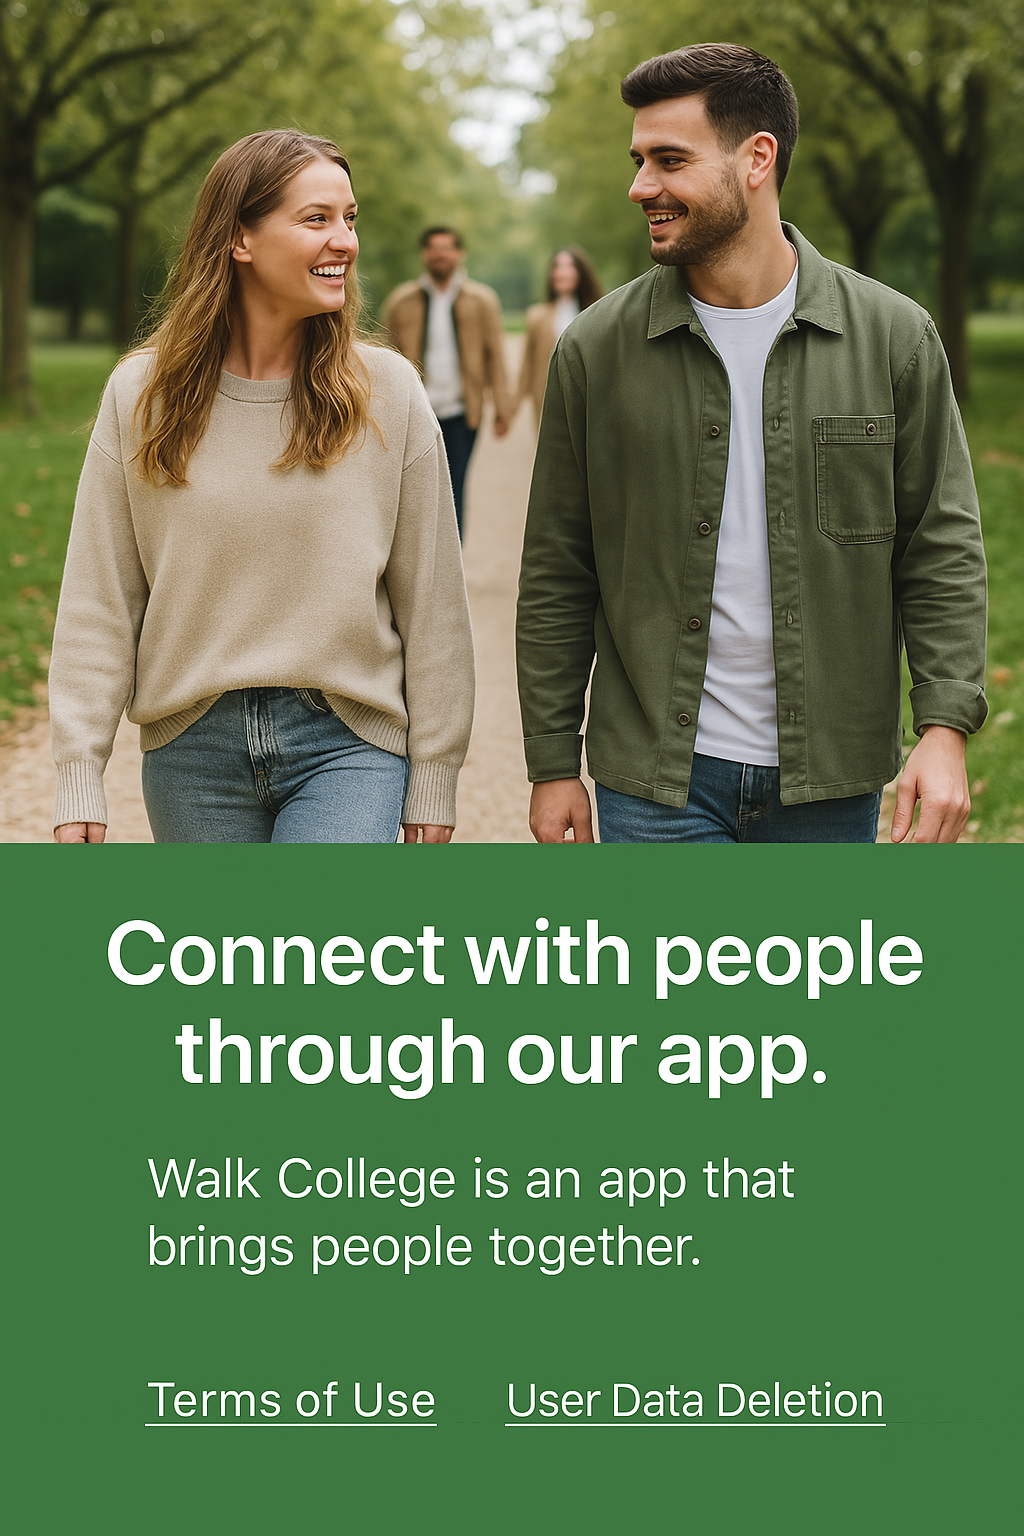 Connect with people
through our app.
Walk College is an app that
brings people together.
Terms of Use
User Data Deletion